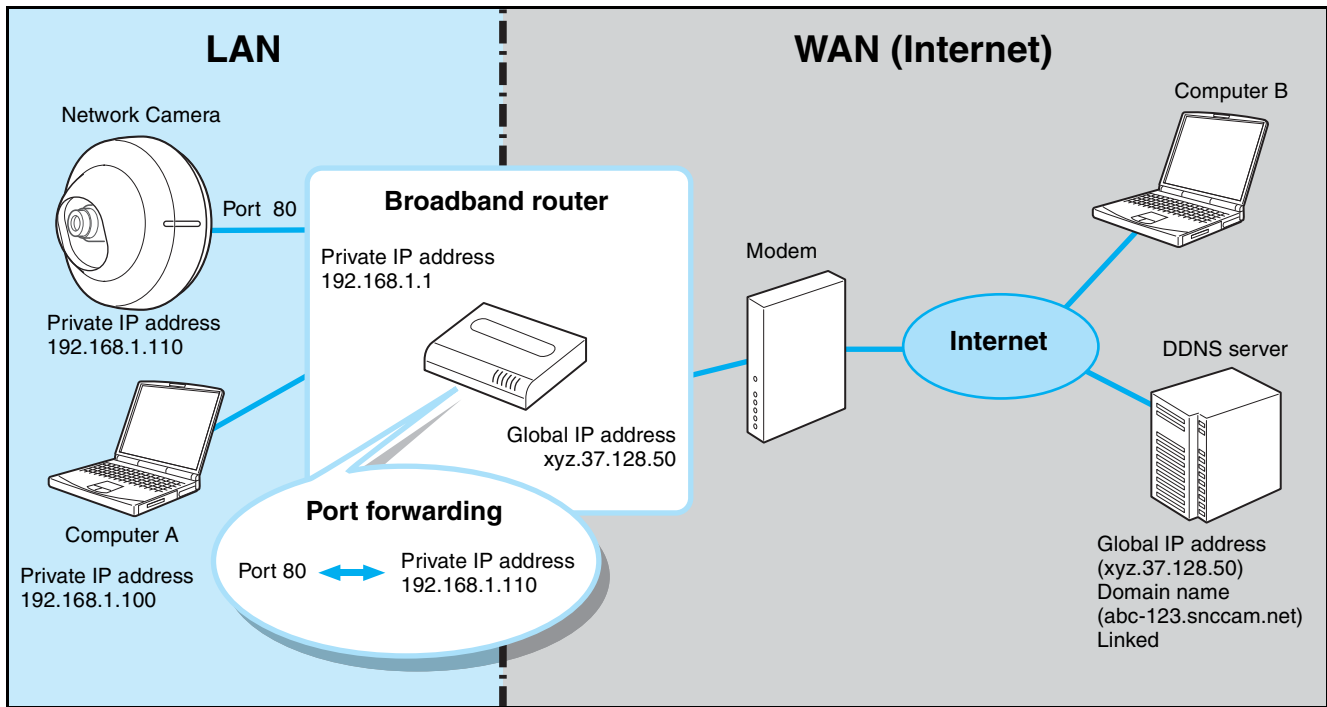 LAN
WAN (Internet)
Network Camera
Port 80
Private IP address
192.168.1.110
Computer A
Private IP address
192.168.1.100
Broadband router
Private IP address
192.168.1.1
Global IP address
xyz.37.128.50
Port forwarding
Port 80
Private IP address
192.168.1.110
Modem
Internet
Computer B
DDNS server
Global IP address
(xyz.37.128.50)
Domain name
(abc-123.snccam.net)
Linked